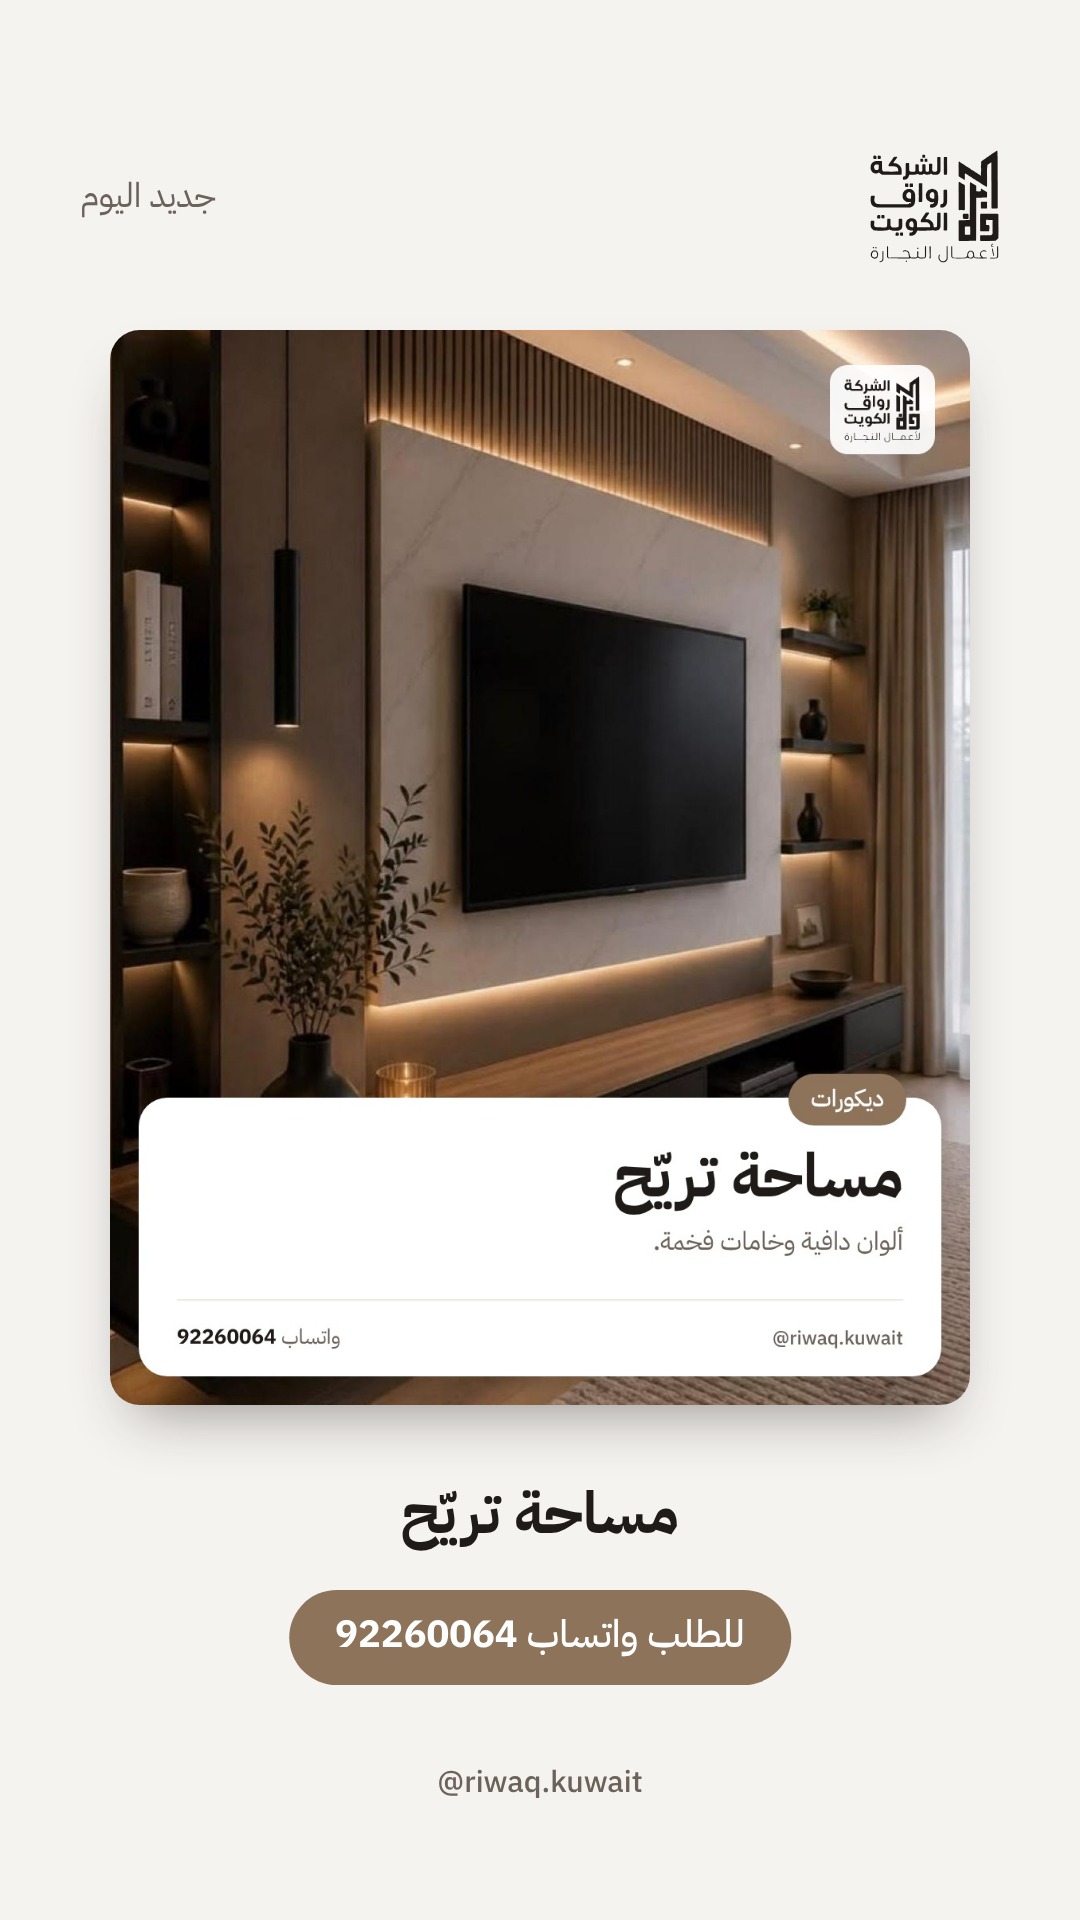 الشركة
رواق
الكويت
لأعمال النجارة
جديد اليوم
الشركة
رواق
الكويت
لأعمال النجارة
ديكورات
مساحة تريّح
ألوان دافية وخامات فخمة.
@riwaq.kuwait
واتساب 92260064
مساحة تريّح
للطلب واتساب 92260064
@riwaq.kuwait